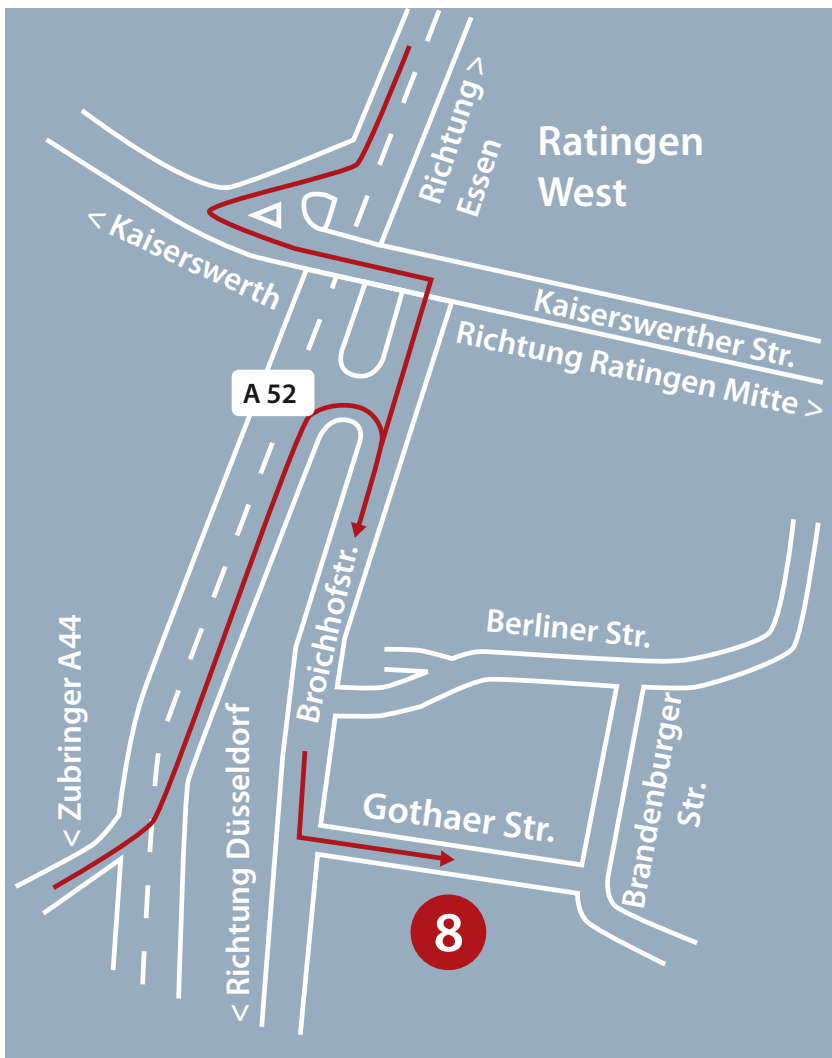 Richtung >
Essen
Ratingen
West
< Kaiserswerth
Kaiserswerther Str.
Richtung Ratingen Mitte >
A 52
Broichhofstr.
Berliner Str.
< Zubringer A44
< Richtung Düsseldorf
Brandenburger
Str.
Gothaer Str.
8